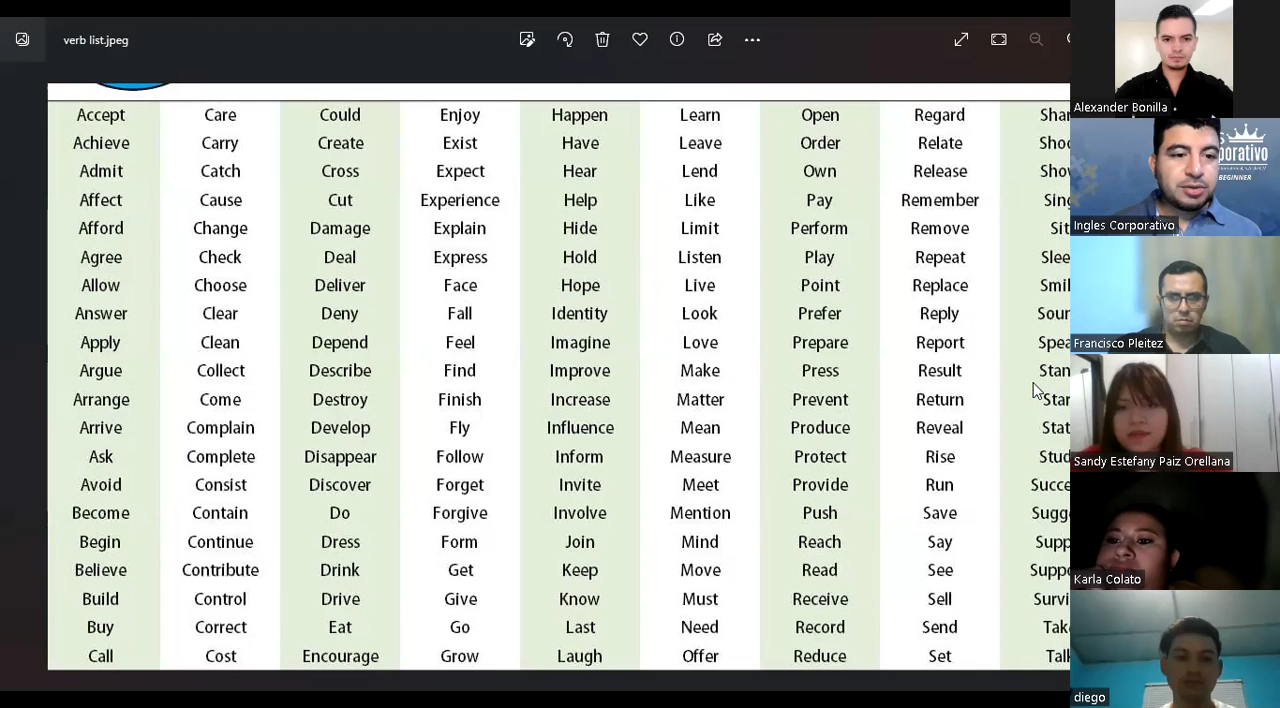 verb list.jpeg
Accept Care Could Enjoy Happen Learn Open Regard
Achieve Carry Create Exist Have Leave Order Relate
Admit Catch Cross Expect Hear Lend Own Release
Affect Cause Cut Experience Help Like Pay Remember
Afford Change Damage Explain Hide Limit Perform Remove
Agree Check Deal Express Hold Listen Play Repeat
Allow Choose Deliver Face Hope Live Point Replace
Answer Clear Deny Fall Identity Look Prefer Reply
Apply Clean Depend Feel Imagine Love Prepare Report
Argue Collect Describe Find Improve Make Press Result
Arrange Come Destroy Finish Increase Matter Prevent Return
Arrive Complain Develop Fly Influence Mean Produce Reveal
Ask Complete Disappear Follow Inform Measure Protect Rise
Avoid Consist Discover Forget Invite Meet Provide Run
Become Contain Do Forgive Involve Mention Push Save
Begin Continue Dress Form Join Mind Reach Say
Believe Contribute Drink Get Keep Move Read See
Build Control Drive Give Know Must Receive Sell
Buy Correct Eat Go Last Need Record Send
Call Cost Encourage Grow Laugh Offer Reduce Set
Alexander Bonilla
BEGINNER
Ingles Corporativo
Francisco Pleitez
Sandy Estefany Paiz Orellana
Karla Colato
diego